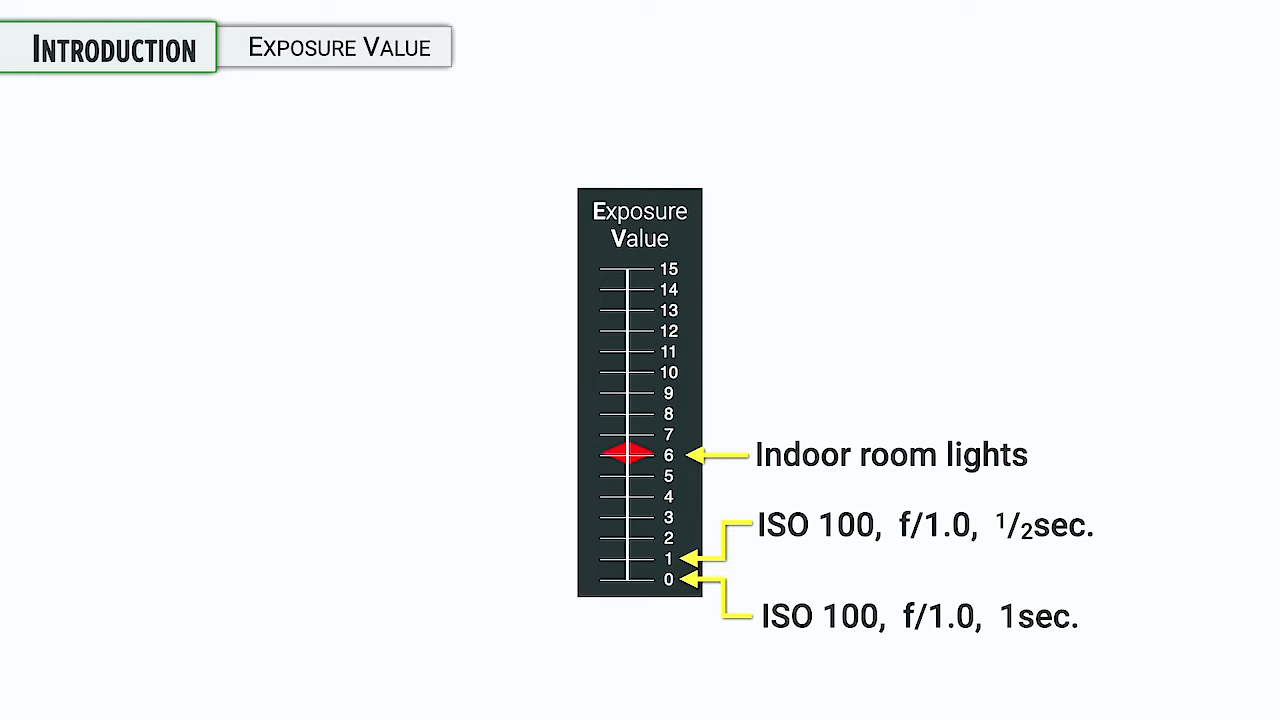 INTRODUCTION
EXPOSURE VALUE
Exposure
Value
15
14
13
12
11
10
9
8
7
6
5
4
3
2
1
0
Indoor room lights
ISO 100, f/1.0, 1/2sec.
ISO 100, f/1.0, 1sec.